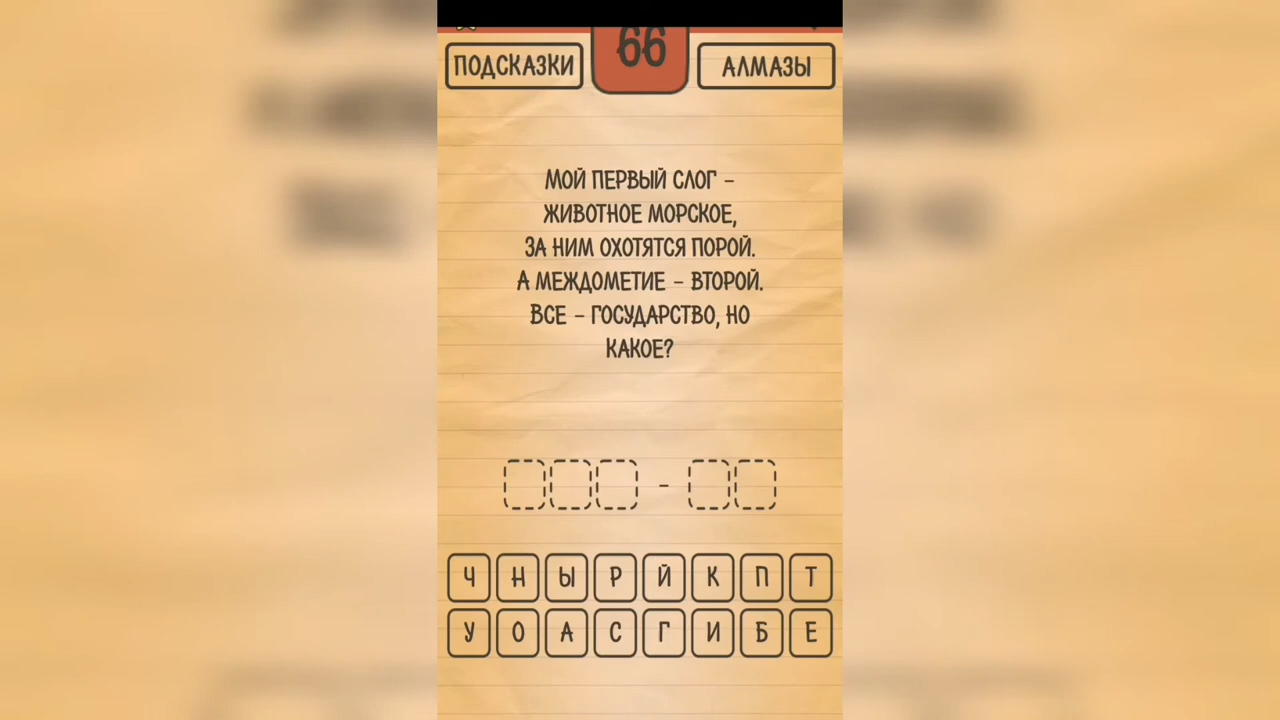 ПОДСКАЗКИ
66
АЛМАЗЫ
МОЙ ПЕРВЫЙ СЛОГ –
ЖИВОТНОЕ МОРСКОЕ,
ЗА НИМ ОХОТЯТСЯ ПОРОЙ.
А МЕЖДОМЕТИЕ – ВТОРОЙ.
ВСЕ – ГОСУДАРСТВО, НО
КАКОЕ?
-
Ч Н Ы Р Й К П Т
У О А С Г И Б Е